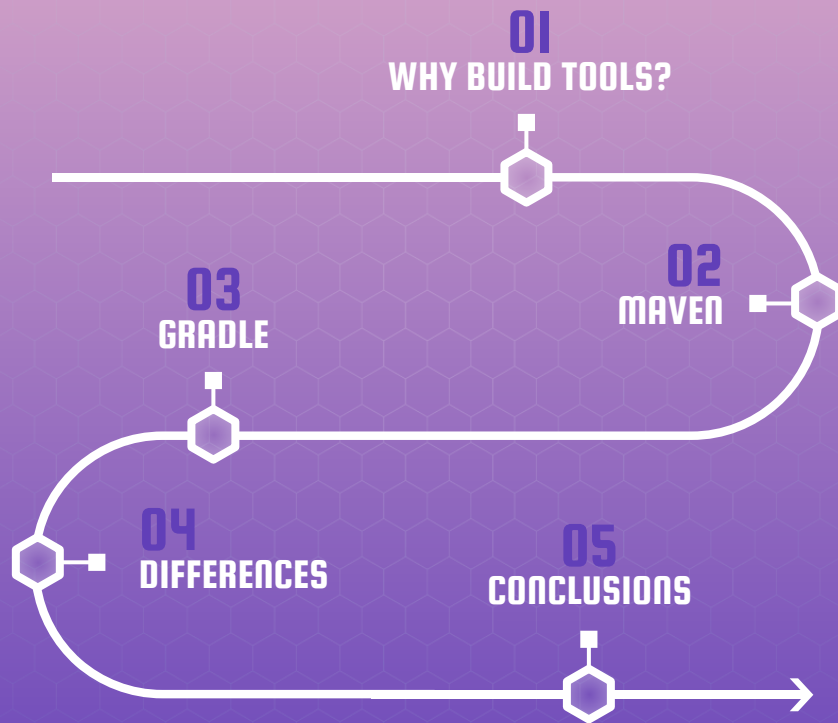 01
WHY BUILD TOOLS?
02
MAVEN
03
GRADLE
04
DIFFERENCES
05
CONCLUSIONS